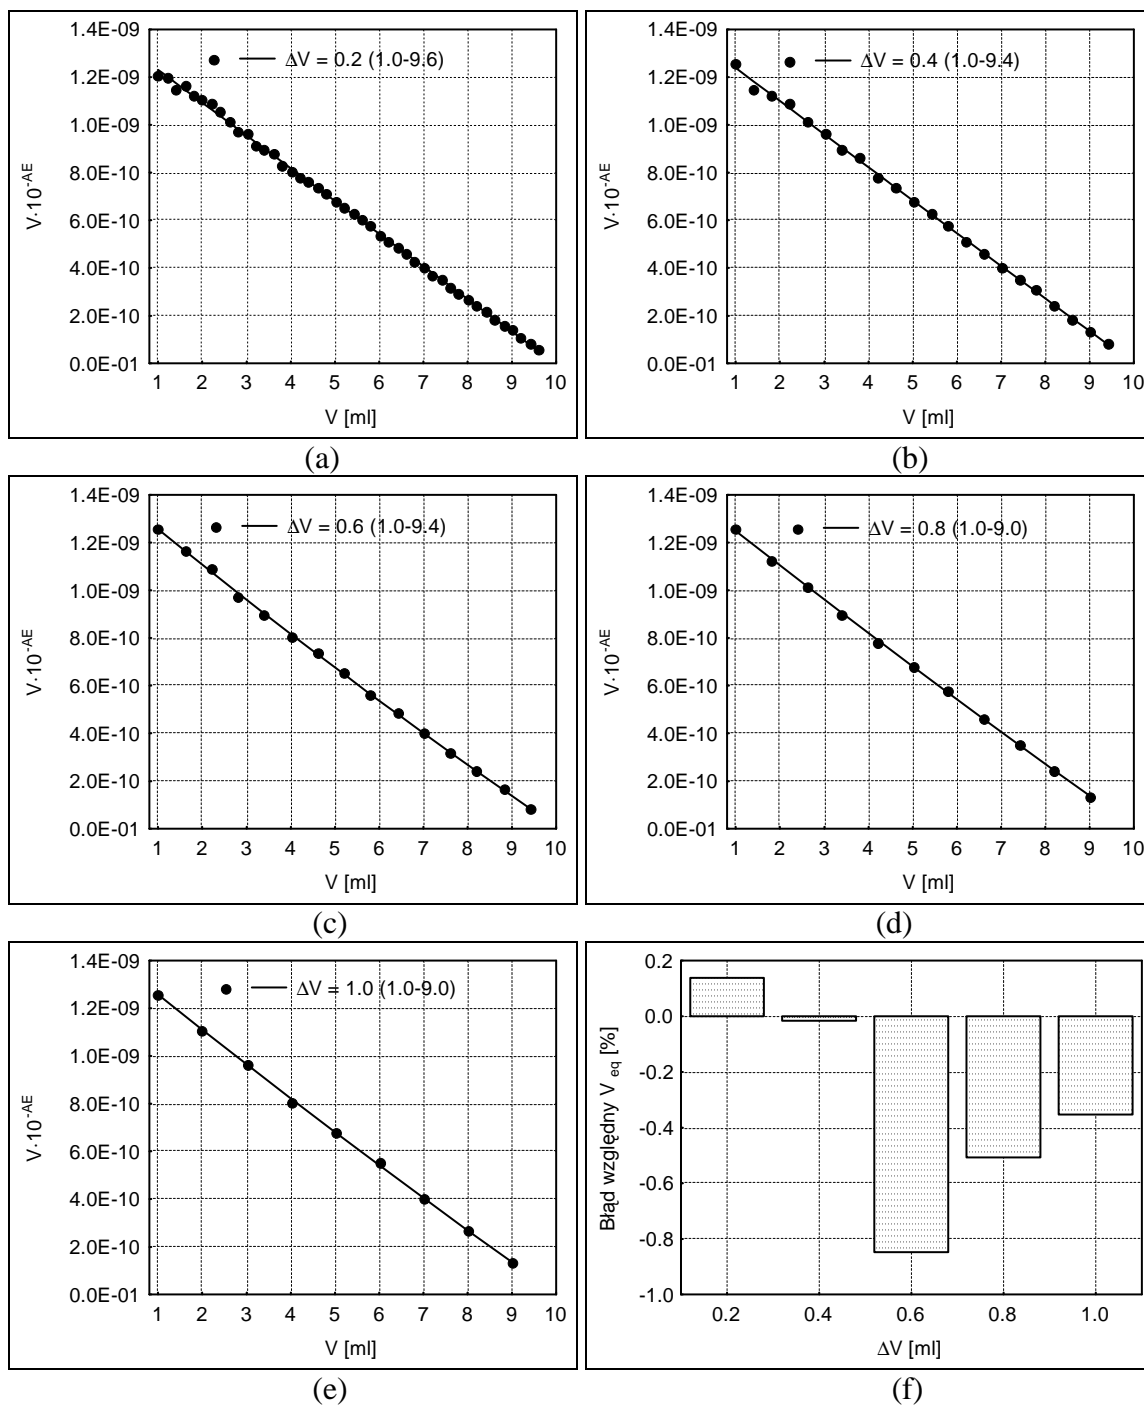 1.4E-09
1.2E-09
1.0E-09
8.0E-10
6.0E-10
4.0E-10
2.0E-10
0.0E-01
V·10^-AE
ΔV = 0.2 (1.0-9.6)
1 2 3 4 5 6 7 8 9 10
V [ml]
(a)
1.4E-09
1.2E-09
1.0E-09
8.0E-10
6.0E-10
4.0E-10
2.0E-10
0.0E-01
V·10^-AE
ΔV = 0.4 (1.0-9.4)
1 2 3 4 5 6 7 8 9 10
V [ml]
(b)
1.4E-09
1.2E-09
1.0E-09
8.0E-10
6.0E-10
4.0E-10
2.0E-10
0.0E-01
V·10^-AE
ΔV = 0.6 (1.0-9.4)
1 2 3 4 5 6 7 8 9 10
V [ml]
(c)
1.4E-09
1.2E-09
1.0E-09
8.0E-10
6.0E-10
4.0E-10
2.0E-10
0.0E-01
V·10^-AE
ΔV = 0.8 (1.0-9.0)
1 2 3 4 5 6 7 8 9 10
V [ml]
(d)
1.4E-09
1.2E-09
1.0E-09
8.0E-10
6.0E-10
4.0E-10
2.0E-10
0.0E-01
V·10^-AE
ΔV = 1.0 (1.0-9.0)
1 2 3 4 5 6 7 8 9 10
V [ml]
(e)
0.2
0.0
-0.2
-0.4
-0.6
-0.8
-1.0
Błąd względny V eq [%]
0.2 0.4 0.6 0.8 1.0
ΔV [ml]
(f)